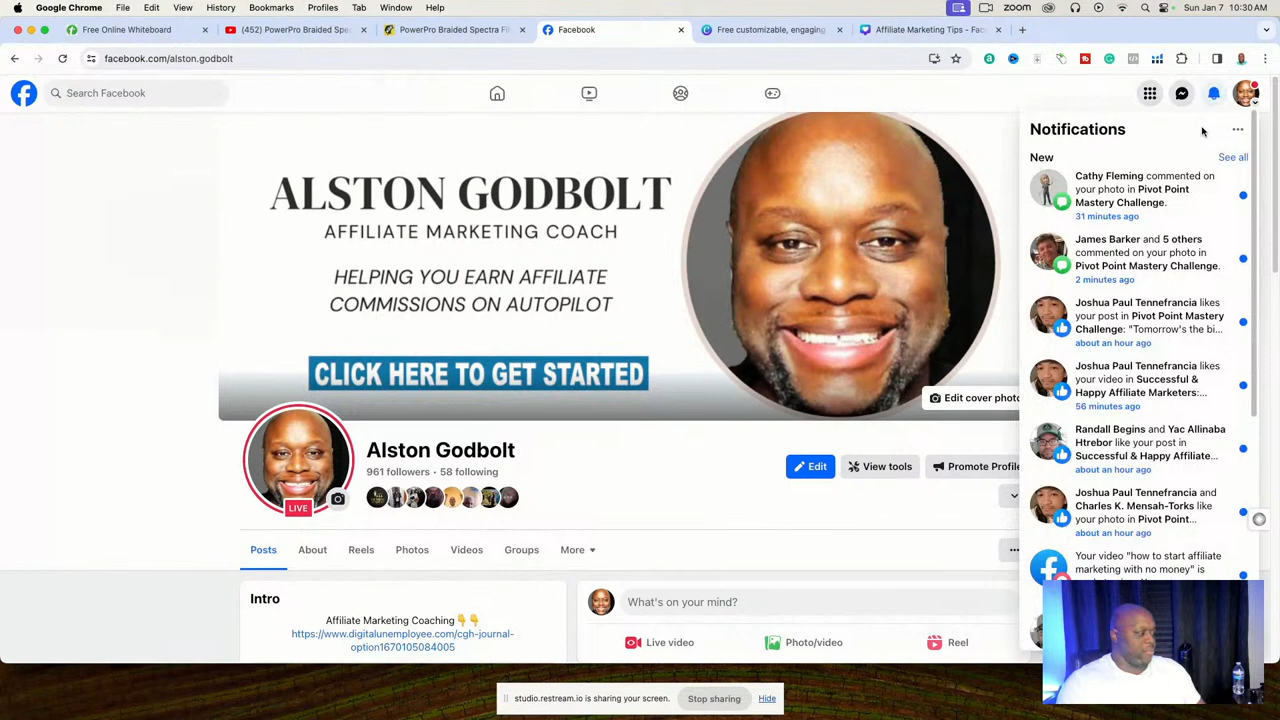 Google Chrome File Edit View History Bookmarks Profiles Tab Window Help zoom Sun Jan 7 10:30 AM
Free Online Whiteboard (452) PowerPro Braided Spe PowerPro Braided Spectra Fi Facebook Free customizable, engaging Affiliate Marketing Tips - Fac
facebook.com/alston.godbolt
Search Facebook
Notifications
New See all
Cathy Fleming commented on
your photo in Pivot Point
Mastery Challenge.
31 minutes ago
James Barker and 5 others
commented on your photo in
Pivot Point Mastery Challenge.
2 minutes ago
Joshua Paul Tennefrancia likes
your post in Pivot Point Mastery
Challenge: "Tomorrow's the bi...
about an hour ago
Joshua Paul Tennefrancia likes
your video in Successful &
Happy Affiliate Marketers:...
56 minutes ago
Randall Begins and Yac Allinaba
Htrebor like your post in
Successful & Happy Affiliate...
about an hour ago
Joshua Paul Tennefrancia and
Charles K. Mensah-Torks like
your photo in Pivot Point...
about an hour ago
Your video "how to start affiliate
marketing with no money" is
ALSTON GODBOLT
AFFILIATE MARKETING COACH
HELPING YOU EARN AFFILIATE
COMMISSIONS ON AUTOPILOT
CLICK HERE TO GET STARTED
Edit cover photo
LIVE
Alston Godbolt
961 followers • 58 following
Edit View tools Promote Profile
Posts About Reels Photos Videos Groups More
Intro
Affiliate Marketing Coaching👇👇
https://www.digitalunemployee.com/cgh-journal-
option1670105084005
What's on your mind?
Live video Photo/video Reel
studio.restream.io is sharing your screen. Stop sharing Hide